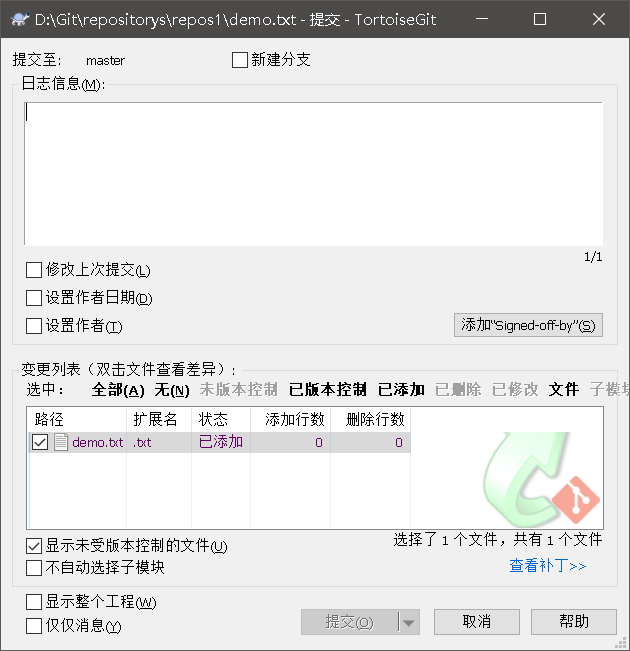 D:\Git\repositorys\repos1\demo.txt - 提交 - TortoiseGit
提交至: master 新建分支
日志信息(M):
1/1
修改上次提交(L)
设置作者日期(D)
设置作者(T) 添加"Signed-off-by"(S)
变更列表（双击文件查看差异）:
选中: 全部(A) 无(N) 未版本控制 已版本控制 已添加 已删除 已修改 文件 子模块
路径 扩展名 状态 添加行数 删除行数
demo.txt .txt 已添加 0 0
显示未受版本控制的文件(U) 选择了 1 个文件，共有 1 个文件
不自动选择子模块 查看补丁>>
显示整个工程(W)
仅仅消息(Y) 提交(O) 取消 帮助